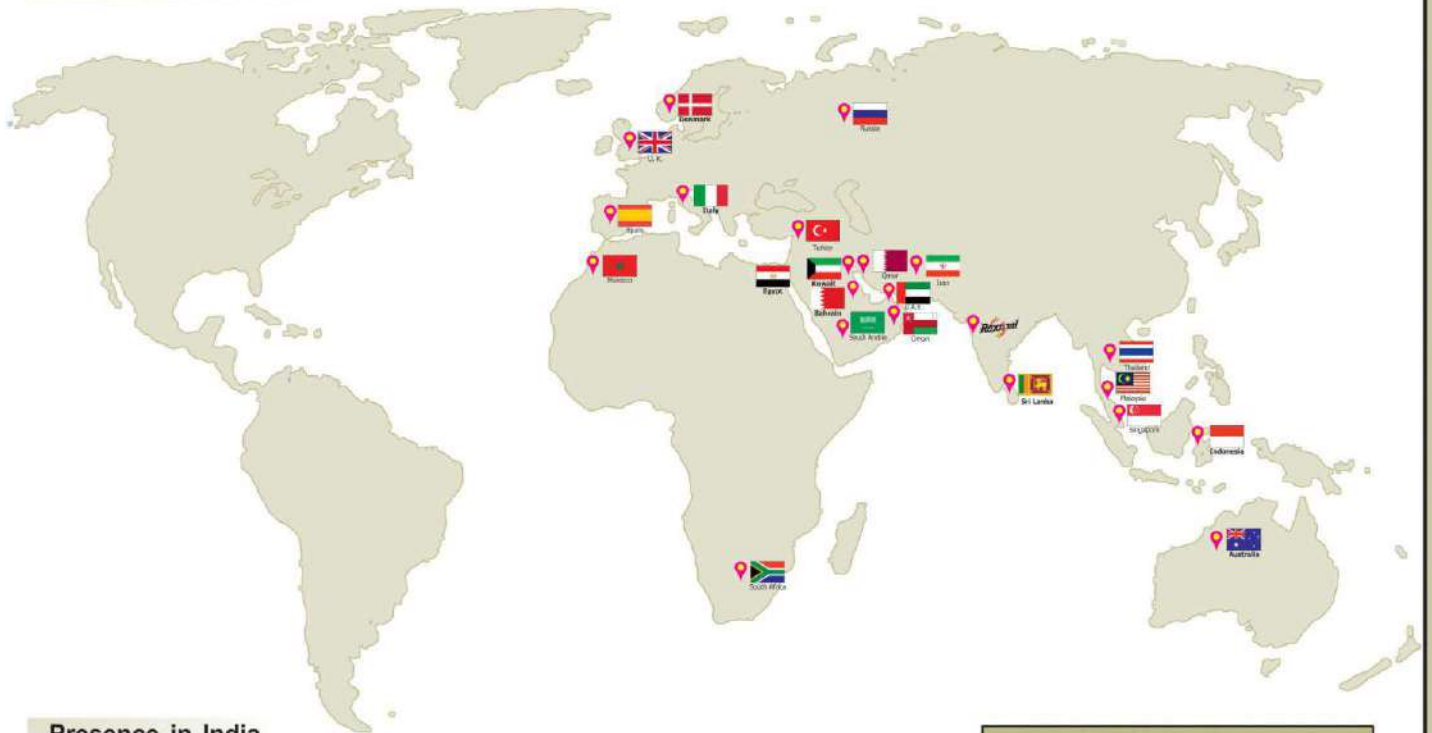 Denmark
Russia
U. K.
Italy
Spain
Turkey
Morocco
Egypt
Kuwait
Qatar
Iran
Bahrain
U.A.E.
Saudi Arabia
Oman
Thailand
Sri Lanka
Malaysia
Singapore
Indonesia
Australia
South Africa
Presence in India